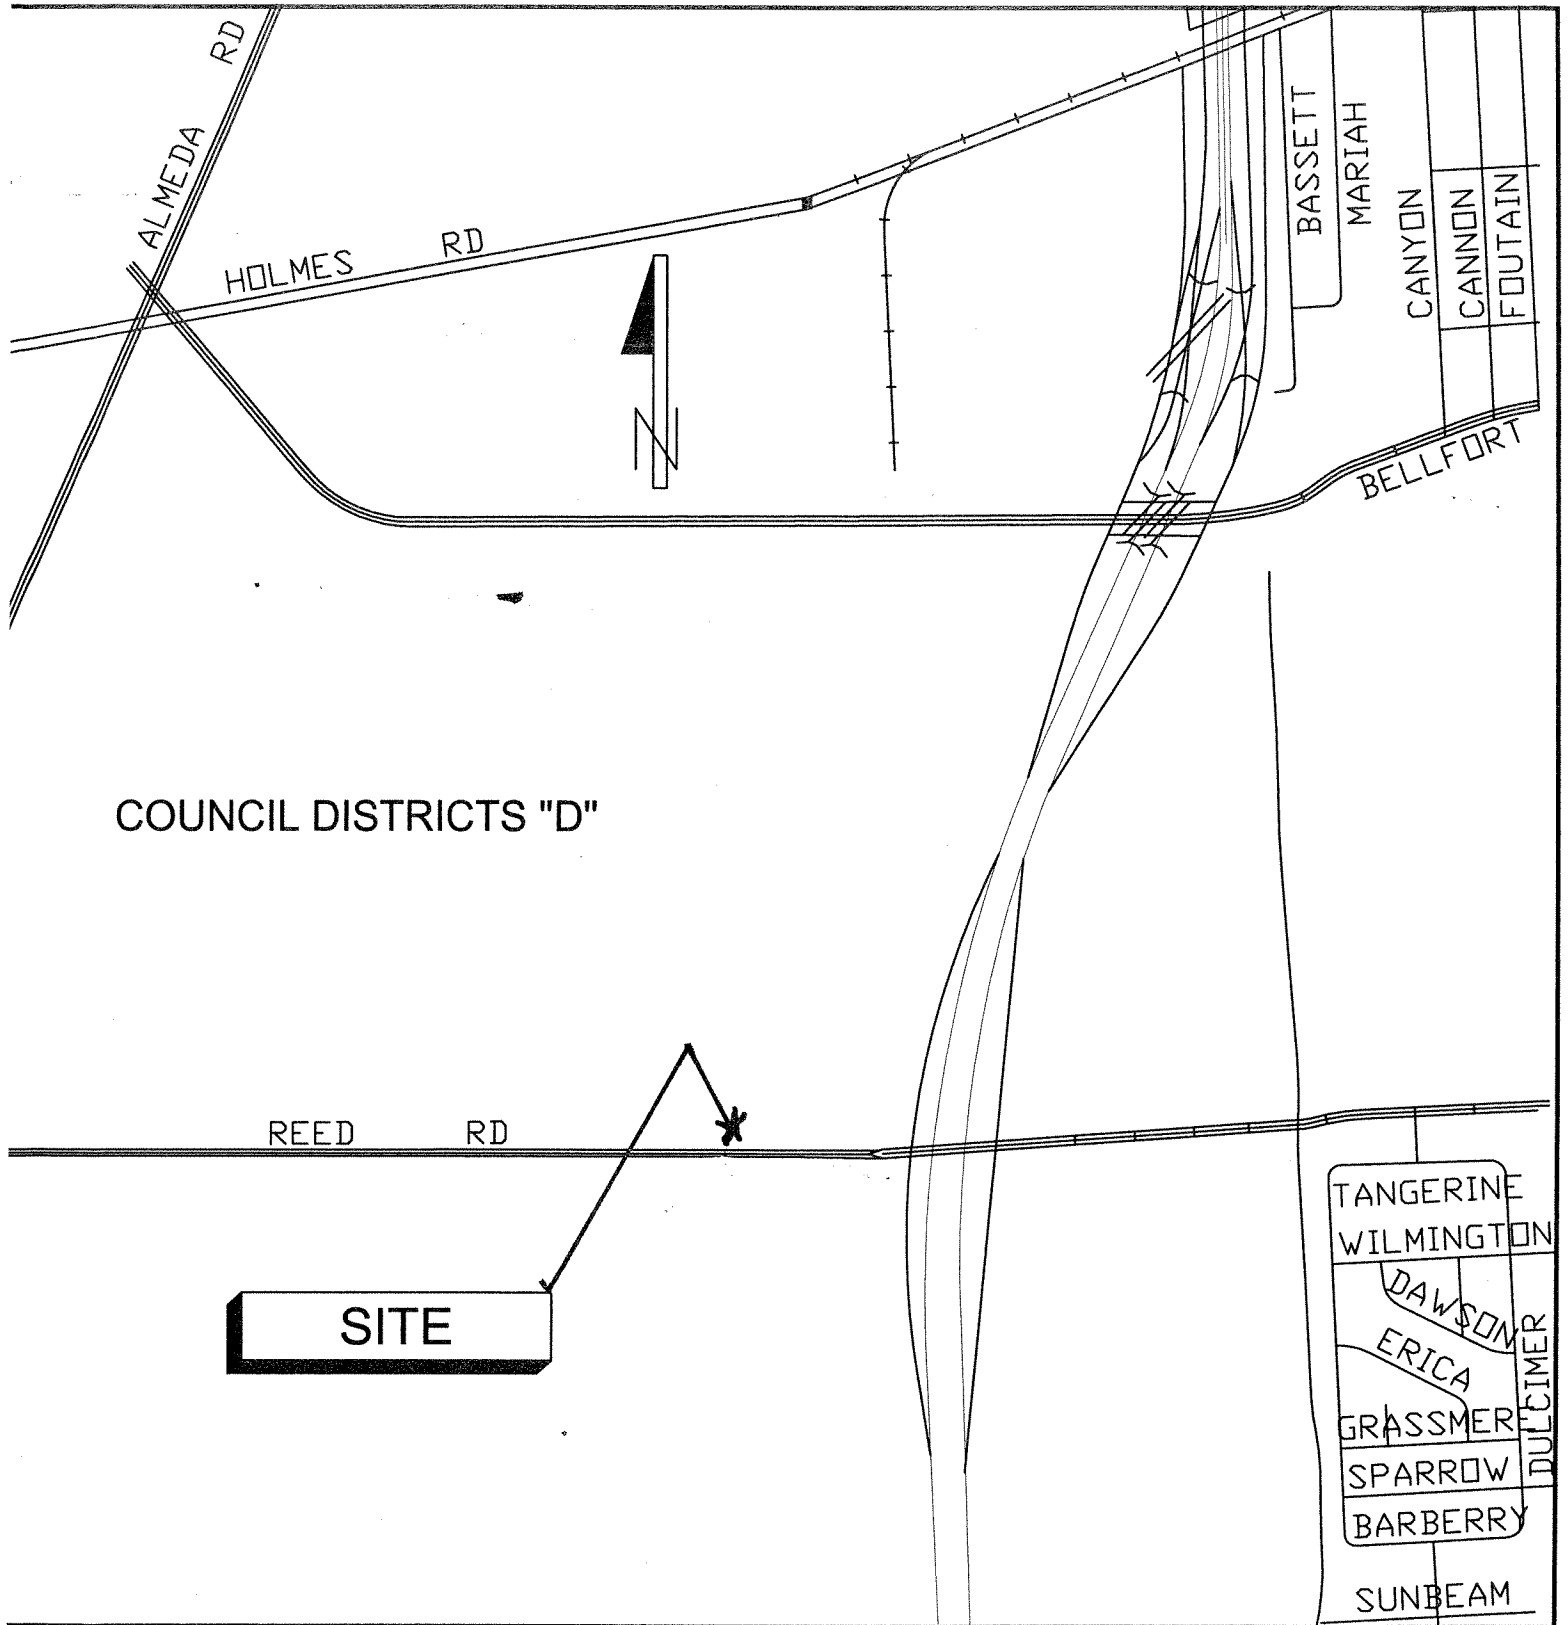 ALMEDA RD
HOLMES RD
N
BASSETT
MARIAH
CANYON
CANNON
FOUTAIN
BELLFORT
COUNCIL DISTRICTS "D"
REED RD
SITE
TANGERINE
WILMINGTON
DAWSON
ERICA
GRASSMERE
DULCIMER
SPARROW
BARBERRY
SUNBEAM